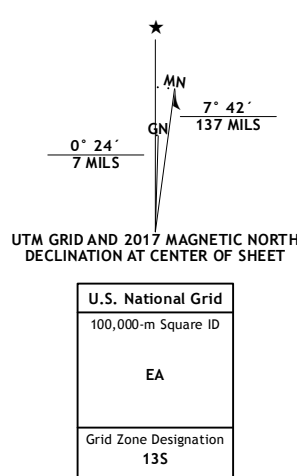 ★
MN
7° 42´
137 MILS
GN
0° 24´
7 MILS
UTM GRID AND 2017 MAGNETIC NORTH
DECLINATION AT CENTER OF SHEET
U.S. National Grid
100,000-m Square ID
EA
Grid Zone Designation
13S